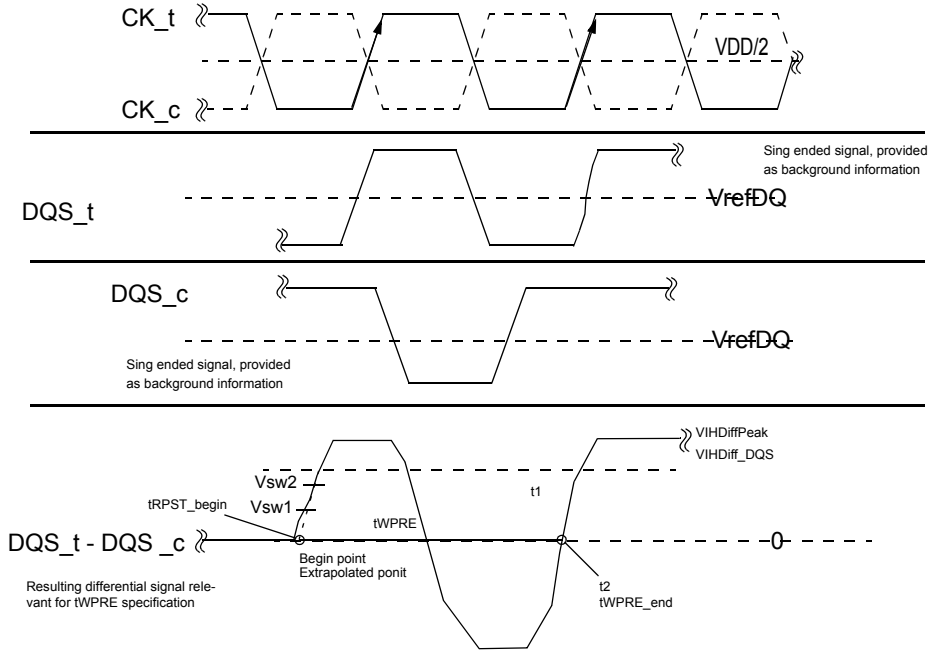 CK_t
VDD/2
CK_c
Sing ended signal, provided
as background information
VrefDQ
DQS_t
DQS_c
VrefDQ
Sing ended signal, provided
as background information
VIHDiffPeak
VIHDiff_DQS
Vsw2
t1
Vsw1
tRPST_begin
tWPRE
DQS_t - DQS _c
0
Begin point
Extrapolated ponit
Resulting differential signal rele-
vant for tWPRE specification
t2
tWPRE_end